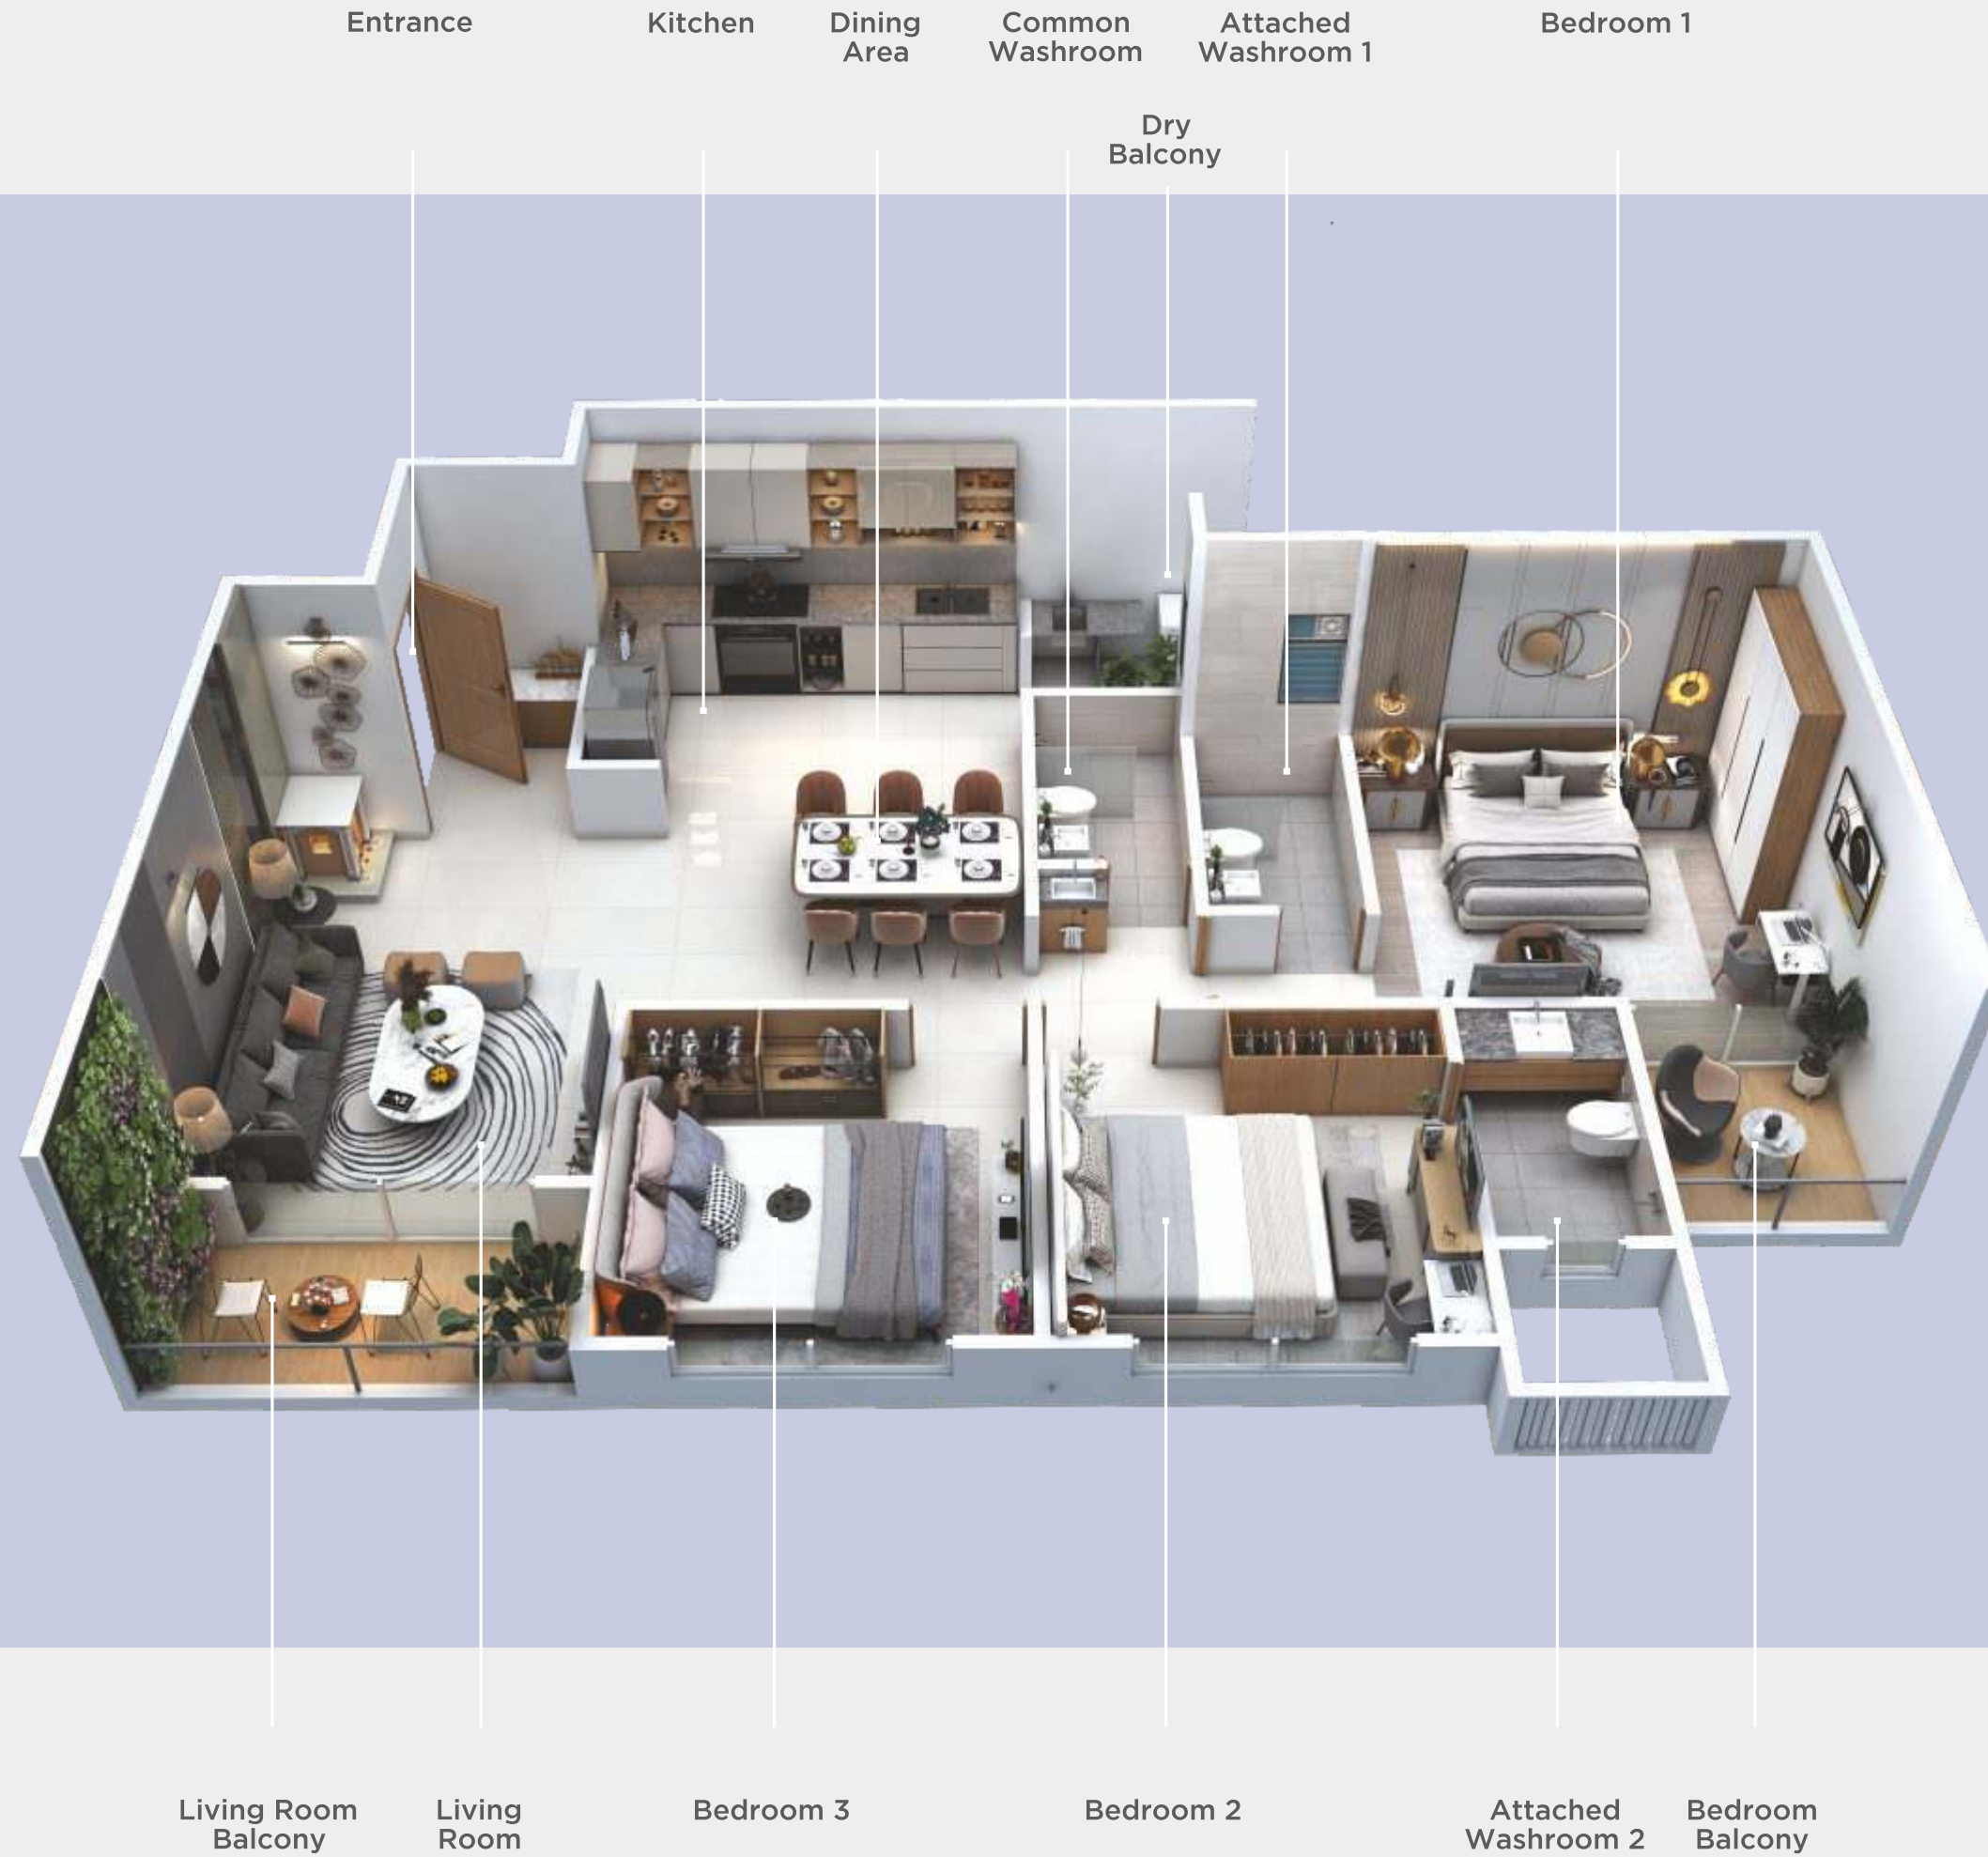 Entrance
Kitchen
Dining
Area
Common
Washroom
Attached
Washroom 1
Bedroom 1
Dry
Balcony
Living Room
Balcony
Living
Room
Bedroom 3
Bedroom 2
Attached
Washroom 2
Bedroom
Balcony